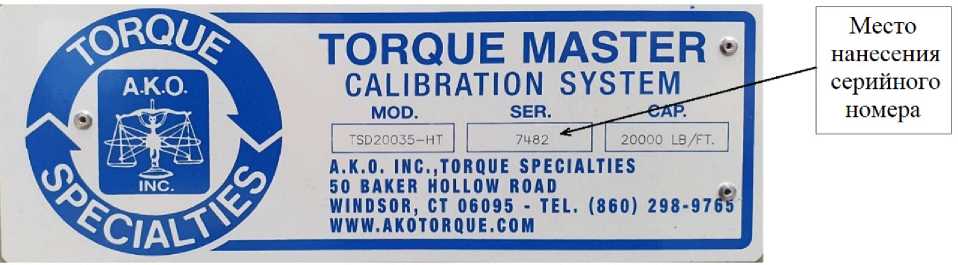 TORQUE
A.K.O.
INC.
SPECIALTIES
TORQUE MASTER
CALIBRATION SYSTEM
MOD. SER. CAP.
TSD20035-HT 7482 20000 LB/FT.
A.K.O. INC.,TORQUE SPECIALTIES
50 BAKER HOLLOW ROAD
WINDSOR, CT 06095 - TEL. (860) 298-9765
WWW.AKOTORQUE.COM
Место
нанесения
серийного
номера